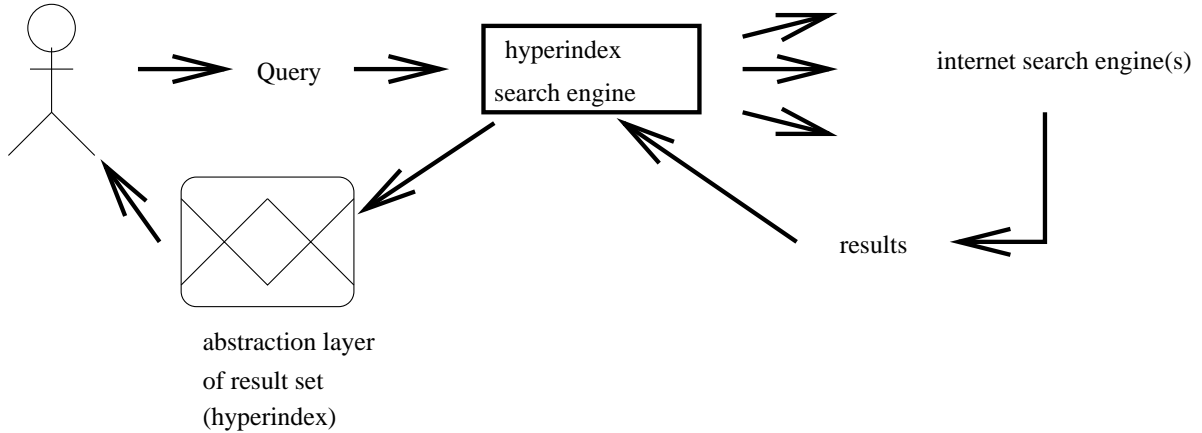 Query
hyperindex
search engine
internet search engine(s)
results
abstraction layer
of result set
(hyperindex)